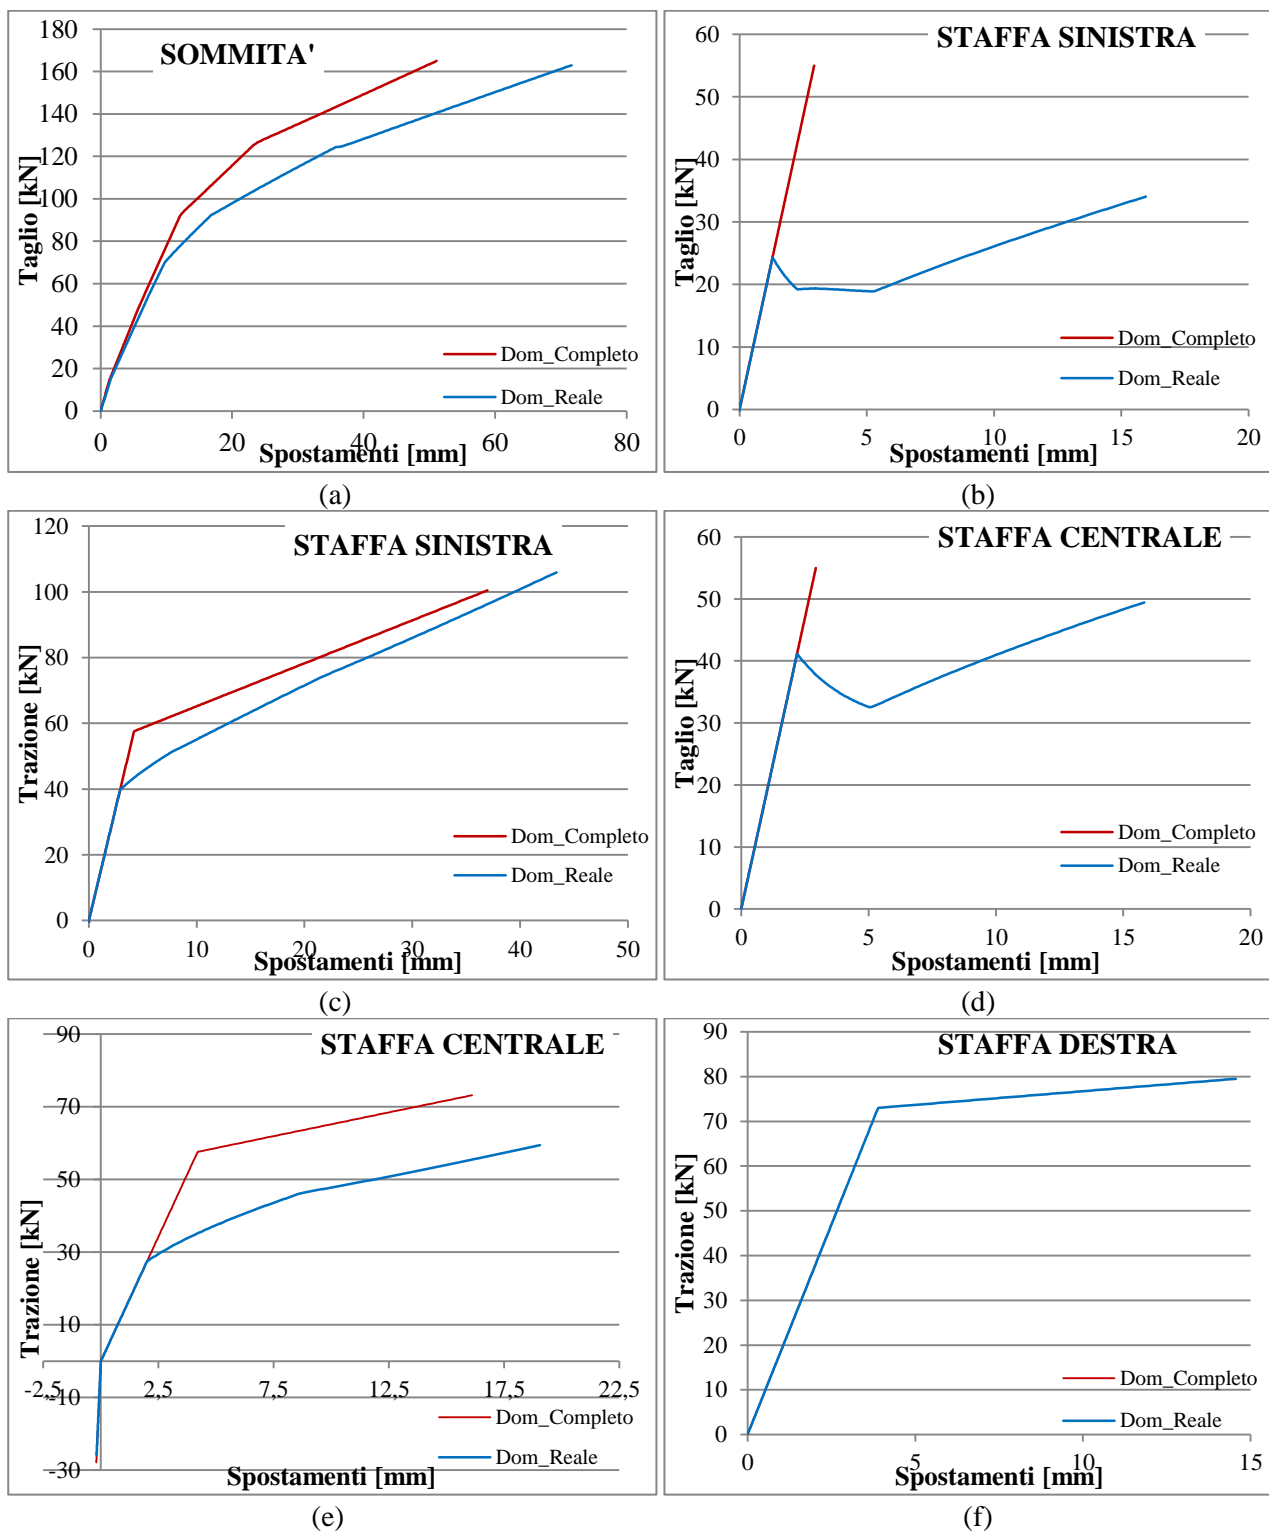 SOMMITA'
Taglio [kN]
180
160
140
120
100
80
60
40
20
0
0 20 40 60 80
Spostamenti [mm]
Dom_Completo
Dom_Reale
(a)
STAFFA SINISTRA
Taglio [kN]
60
50
40
30
20
10
0
0 5 10 15 20
Spostamenti [mm]
Dom_Completo
Dom_Reale
(b)
STAFFA SINISTRA
Trazione [kN]
120
100
80
60
40
20
0
0 10 20 30 40 50
Spostamenti [mm]
Dom_Completo
Dom_Reale
(c)
STAFFA CENTRALE
Taglio [kN]
60
50
40
30
20
10
0
0 5 10 15 20
Spostamenti [mm]
Dom_Completo
Dom_Reale
(d)
STAFFA CENTRALE
Trazione [kN]
90
70
50
30
10
-10
-30
-2,5 2,5 7,5 12,5 17,5 22,5
Spostamenti [mm]
Dom_Completo
Dom_Reale
(e)
STAFFA DESTRA
Trazione [kN]
90
80
70
60
50
40
30
20
10
0
0 5 10 15
Spostamenti [mm]
Dom_Completo
Dom_Reale
(f)